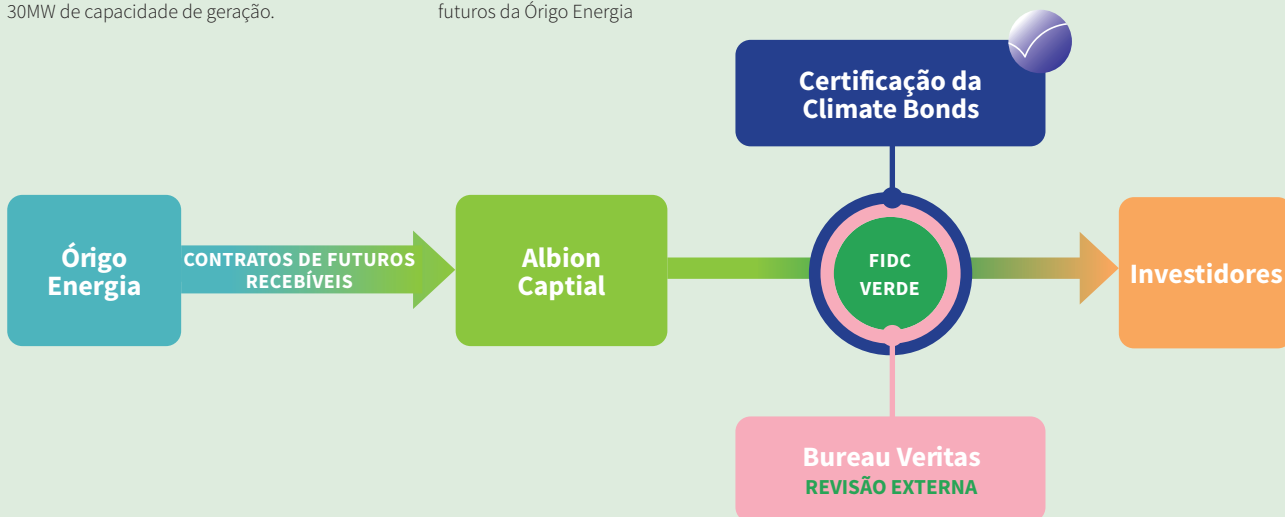 30MW de capacidade de geração.
futuros da Órigo Energia
Certificação da
Climate Bonds
Órigo
Energia
CONTRATOS DE FUTUROS
RECEBÍVEIS
Albion
Captial
FIDC
VERDE
Investidores
Bureau Veritas
REVISÃO EXTERNA